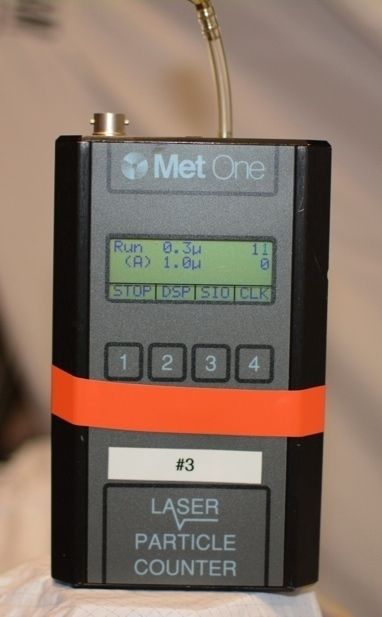 Met One
Run 0.3µ 11
(A) 1.0µ 0
STOP DSP SIO CLK
1 2 3 4
#3
LASER
PARTICLE
COUNTER